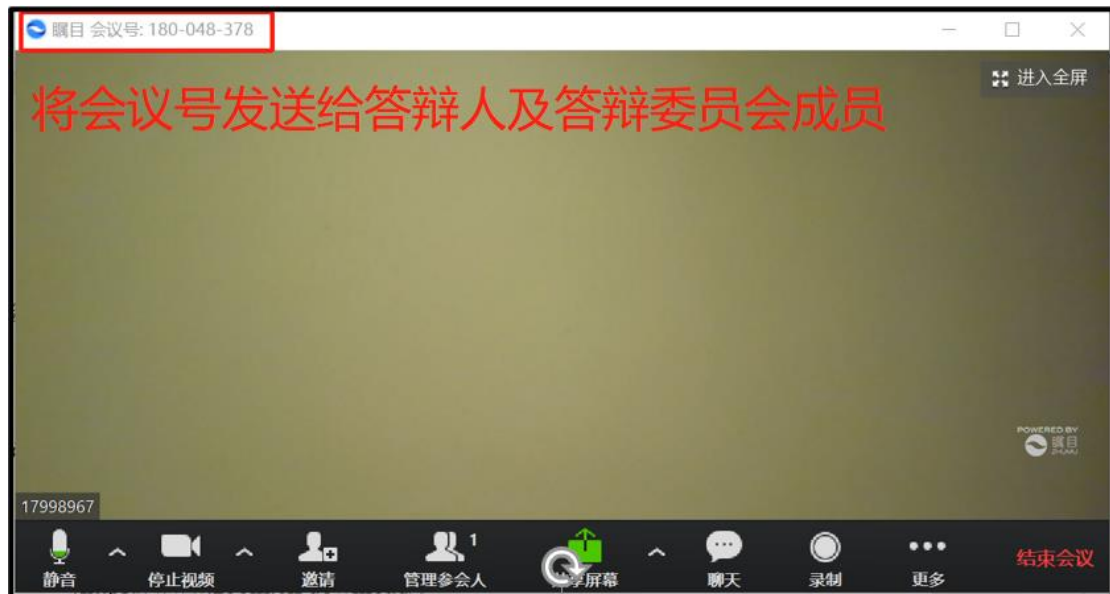 瞩目 会议号: 180-048-378
进入全屏
将会议号发送给答辩人及答辩委员会成员
POWERED BY
瞩目
ZHUMU
17998967
1
静音 停止视频 邀请 管理参会人 享屏幕 聊天 录制 更多 结束会议